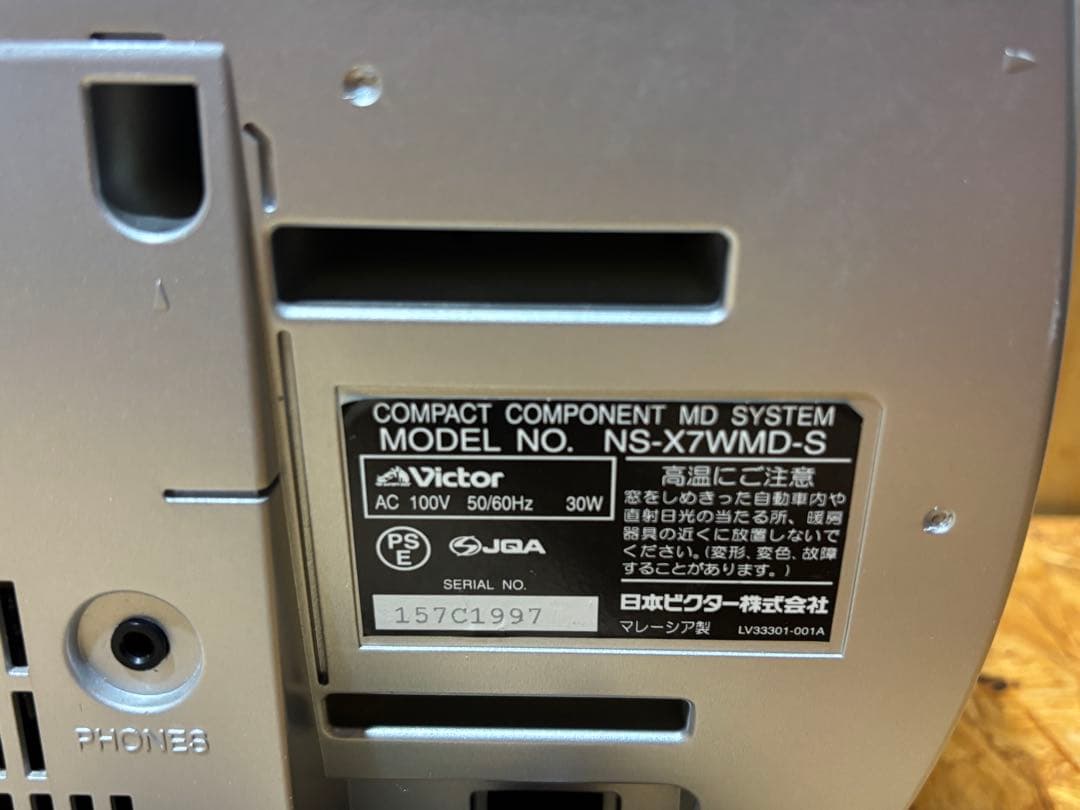 COMPACT COMPONENT MD SYSTEM
MODEL NO. NS-X7WMD-S
Victor
AC 100V 50/60Hz 30W
PS
E
JQA
SERIAL NO.
157C1997
高温にご注意
窓をしめきった自動車内や
直射日光の当たる所、暖房
器具の近くに放置しないで
ください。(変形、変色、故障
することがあります。)
日本ビクター株式会社
マレーシア製 LV33301-001A
PHONES